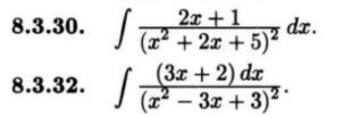 8.3.30. ∫ (2x + 1)/((x² + 2x + 5)²) dx.
8.3.32. ∫ ((3x + 2) dx)/((x² − 3x + 3)²).